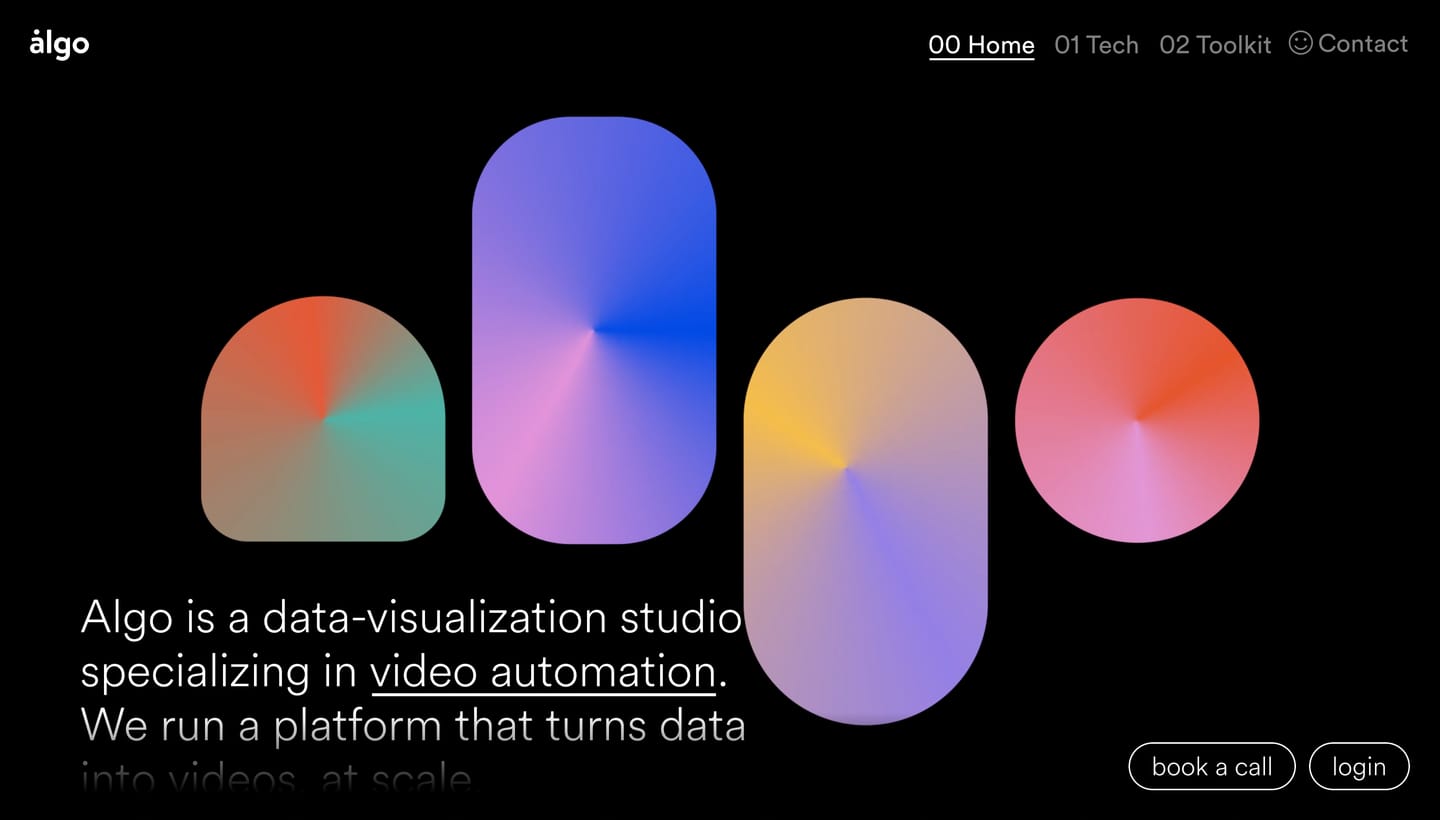 ålgo
00 Home 01 Tech 02 Toolkit Contact
Algo is a data-visualization studio
specializing in video automation.
We run a platform that turns data
into videos, at scale.
book a call login